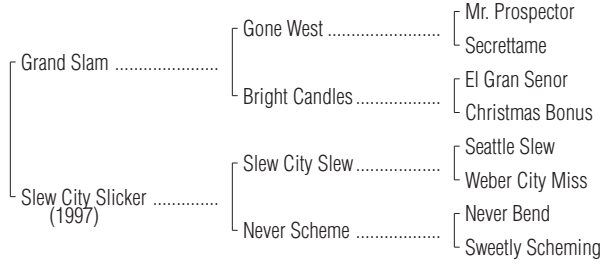 Mr. Prospector
Gone West ......................
Secrettame
Grand Slam ......................
El Gran Senor
Bright Candles ..................
Christmas Bonus
Seattle Slew
Slew City Slew ..................
Weber City Miss
Slew City Slicker ..............
(1997)
Never Bend
Never Scheme ..................
Sweetly Scheming